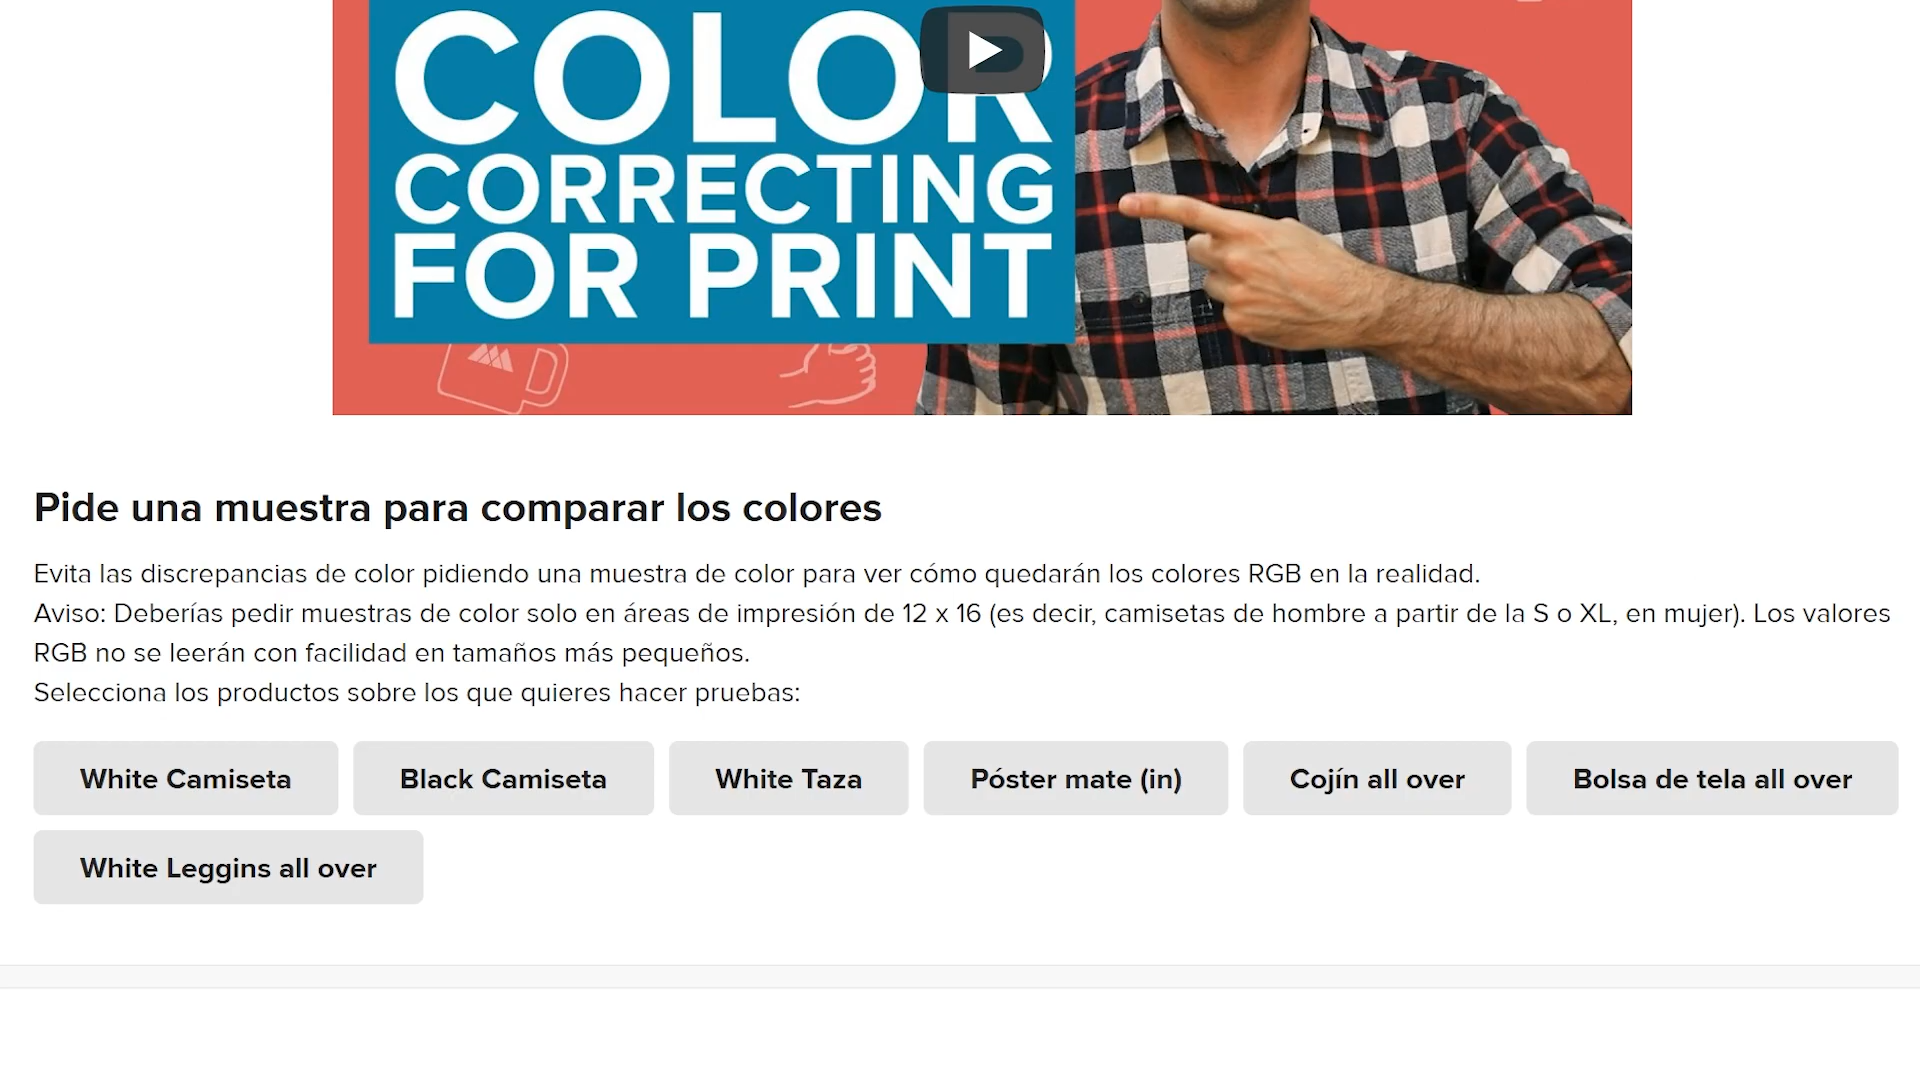 COLOR
CORRECTING
FOR PRINT
Pide una muestra para comparar los colores
Evita las discrepancias de color pidiendo una muestra de color para ver cómo quedarán los colores RGB en la realidad.
Aviso: Deberías pedir muestras de color solo en áreas de impresión de 12 x 16 (es decir, camisetas de hombre a partir de la S o XL, en mujer). Los valores
RGB no se leerán con facilidad en tamaños más pequeños.
Selecciona los productos sobre los que quieres hacer pruebas:
White Camiseta
Black Camiseta
White Taza
Póster mate (in)
Cojín all over
Bolsa de tela all over
White Leggins all over